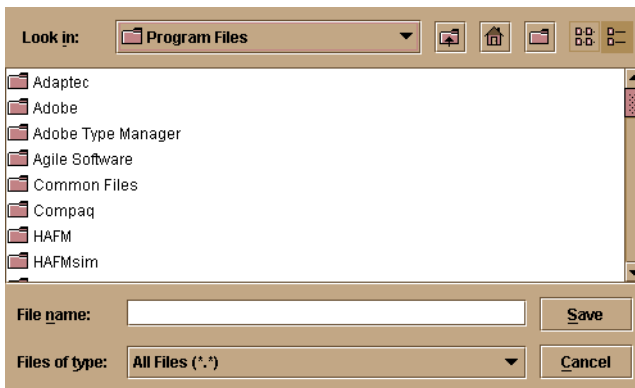 Look in: Program Files
Adaptec
Adobe
Adobe Type Manager
Agile Software
Common Files
Compaq
HAFM
HAFMsim
File name: Save
Files of type: All Files (*.*) Cancel